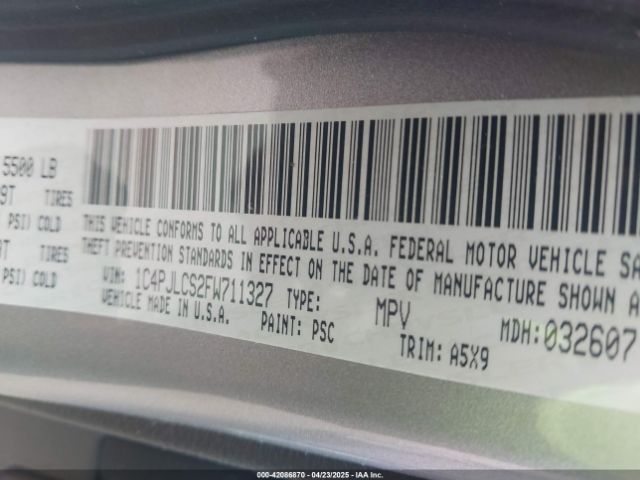 5500 LB
TIRES
PSI) COLD
TIRES
PSI) COLD
THIS VEHICLE CONFORMS TO ALL APPLICABLE U.S.A. FEDERAL MOTOR VEHICLE
THEFT PREVENTION STANDARDS IN EFFECT ON THE DATE OF MANUFACTURE SHOWN
VIN: 1C4PJLCS2FW711327 TYPE: MPV MDH:032607
VEHICLE MADE IN U.S.A. PAINT: PSC TRIM: A5X9
000-42086870 04/23/2025 - IAA Inc.